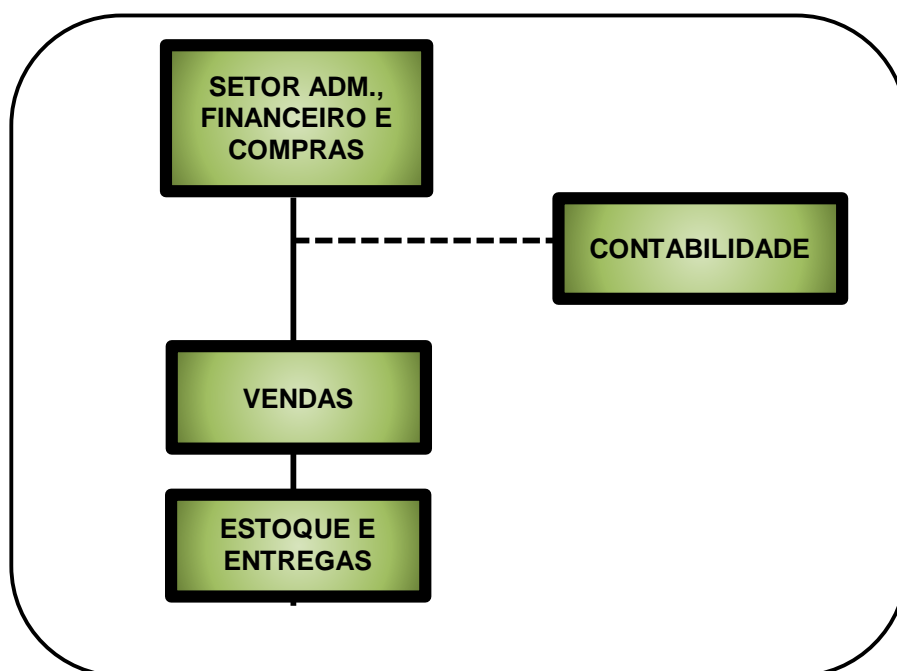 SETOR ADM.,
FINANCEIRO E
COMPRAS
CONTABILIDADE
VENDAS
ESTOQUE E
ENTREGAS